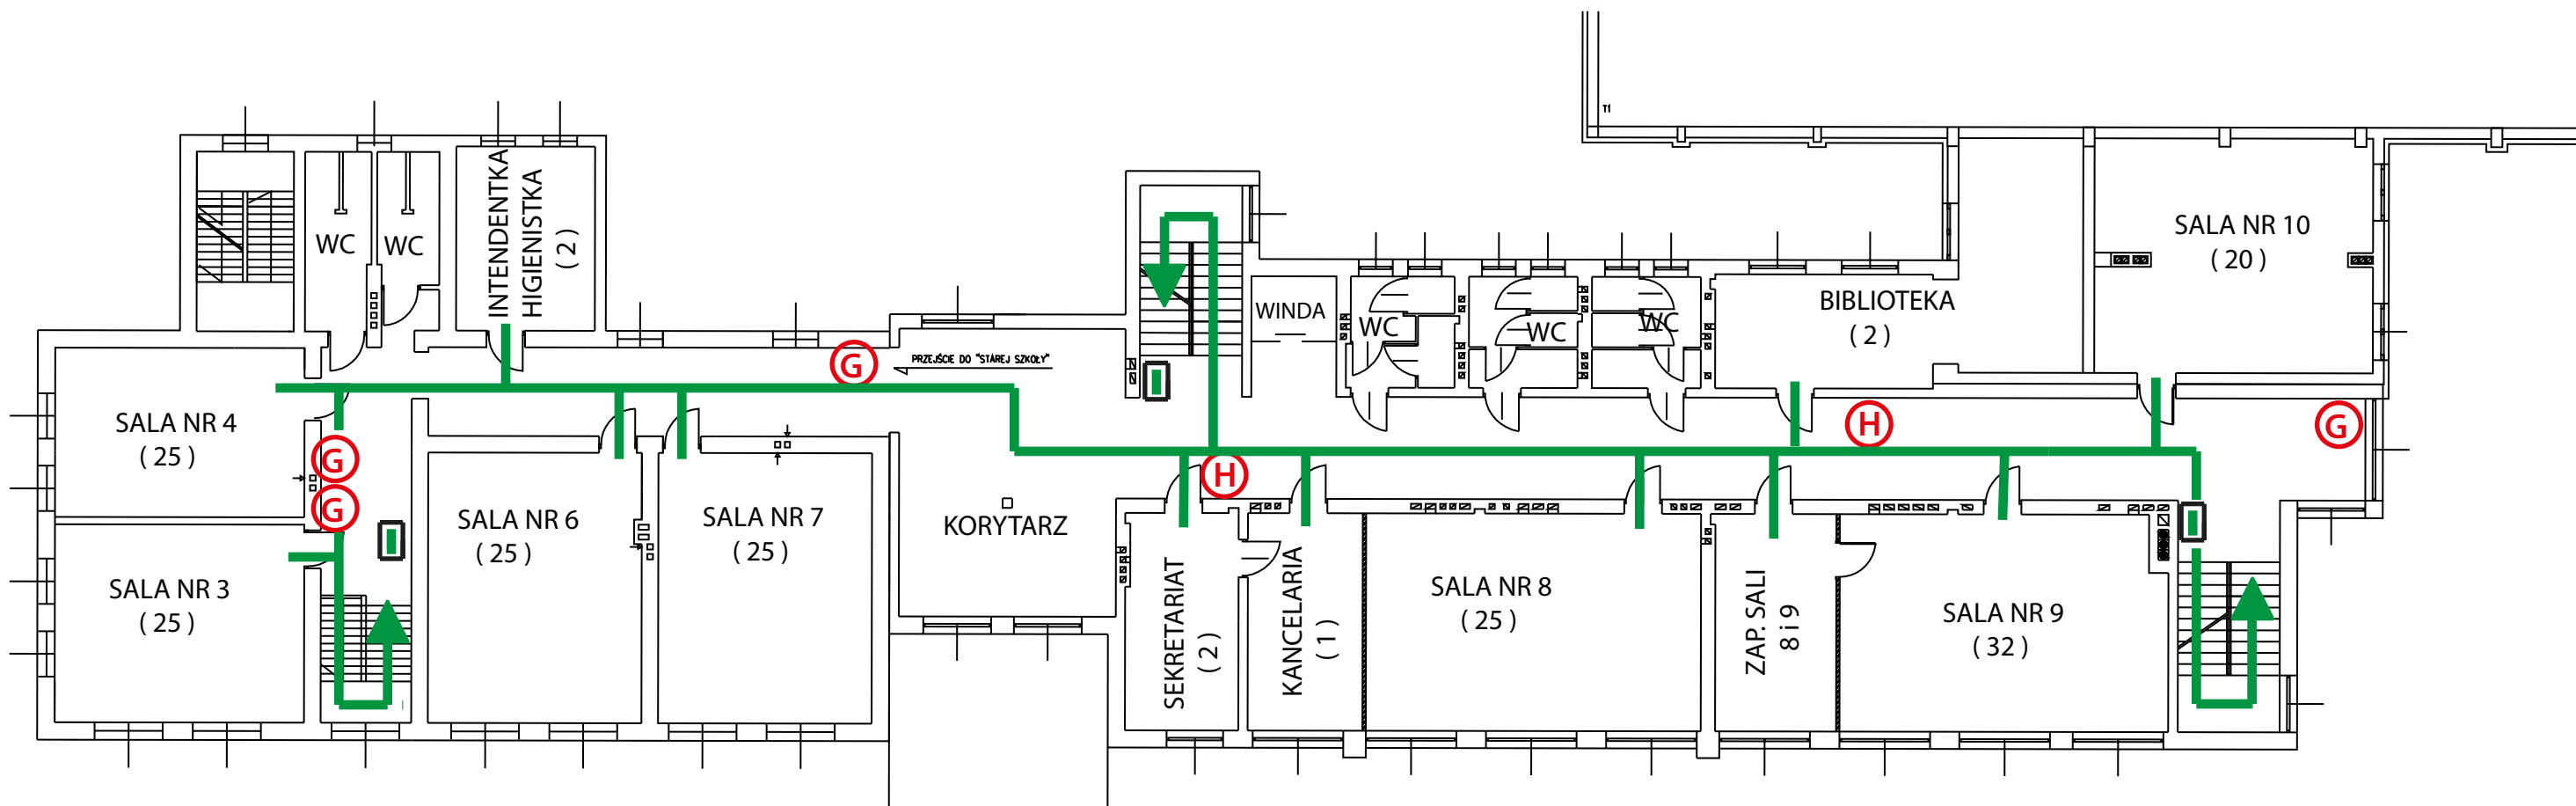 T1
WC
WC
INTENDENTKA
HIGIENISTKA
( 2 )
SALA NR 4
( 25 )
G
G
SALA NR 3
( 25 )
SALA NR 6
( 25 )
SALA NR 7
( 25 )
G
PRZEJŚCIE DO "STAREJ SZKOŁY"
KORYTARZ
WINDA
WC
WC
WC
BIBLIOTEKA
( 2 )
SALA NR 10
( 20 )
H
H
G
SEKRETARIAT
( 2 )
KANCELARIA
( 1 )
SALA NR 8
( 25 )
ZAP. SALI
8 i 9
SALA NR 9
( 32 )